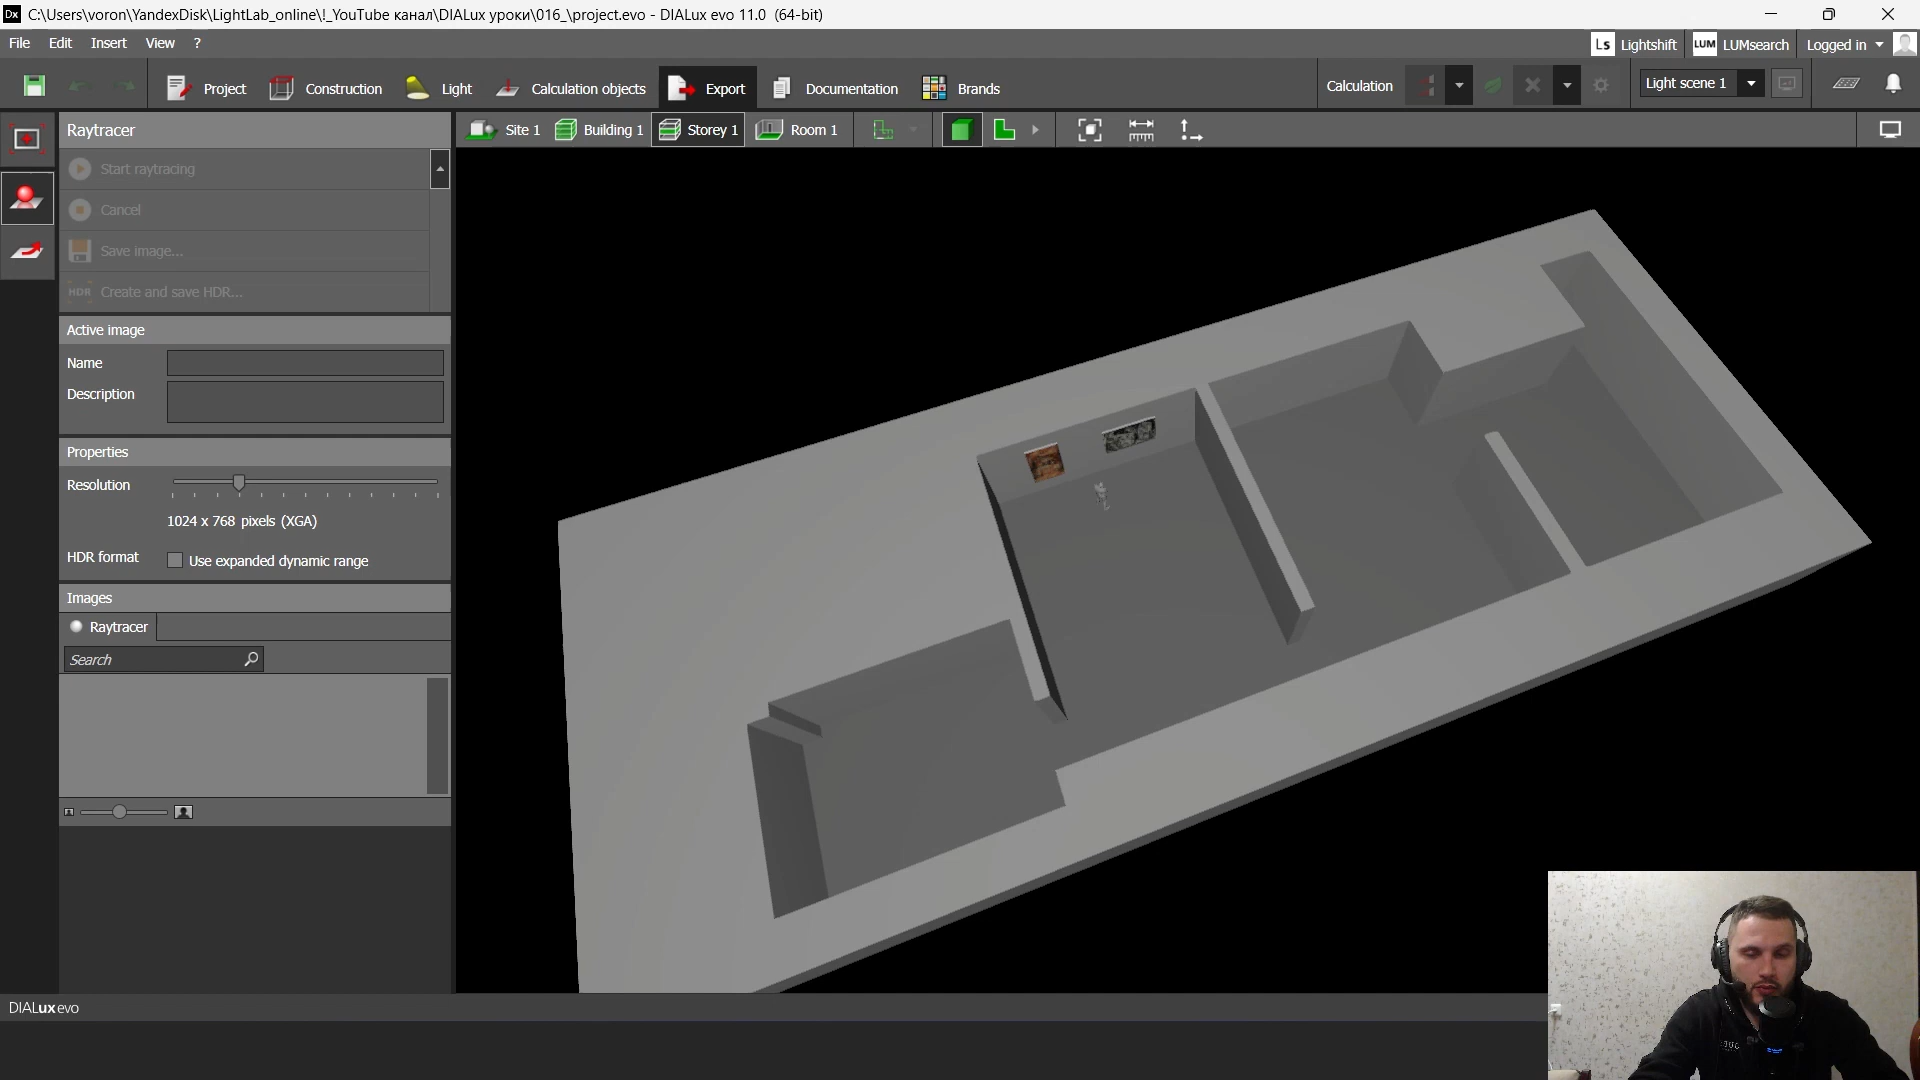 Dx C:\Users\voron\YandexDisk\LightLab_online\!_YouTube канал\DIALux уроки\016_\project.evo - DIALux evo 11.0 (64-bit)
File Edit Insert View ? Ls Lightshift LUM LUMsearch Logged in
Project Construction Light Calculation objects Export Documentation Brands Calculation Light scene 1
Raytracer Site 1 Building 1 Storey 1 Room 1
Start raytracing
Cancel
Save image...
HDR Create and save HDR...
Active image
Name
Description
Properties
Resolution
1024 x 768 pixels (XGA)
HDR format Use expanded dynamic range
Images
Raytracer
Search
DIALux evo